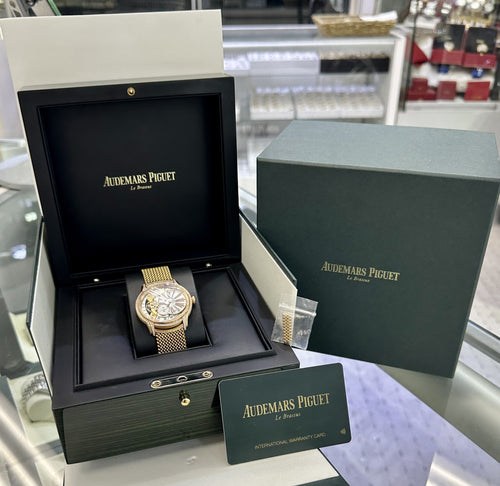 AUDEMARS PIGUET
Le Brassus
AUDEMARS PIGUET
Le Brassus
AUDEMARS PIGUET
Le Brassus
INTERNATIONAL WARRANTY CARD